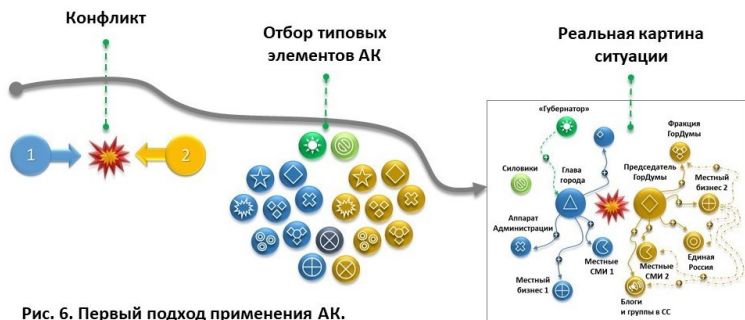 Конфликт
Отбор типовых
элементов АК
Реальная картина
ситуации
1
2
«Губернатор»
Фракция
ГорДумы
Силовики
Глава
города
Председатель
ГорДумы
Местный
бизнес 2
Аппарат
Администрации
Местные
СМИ 1
Местный
бизнес 1
Местные
СМИ 2
Единая
Россия
Блоги
и группы в СС
Рис. 6. Первый подход применения АК.